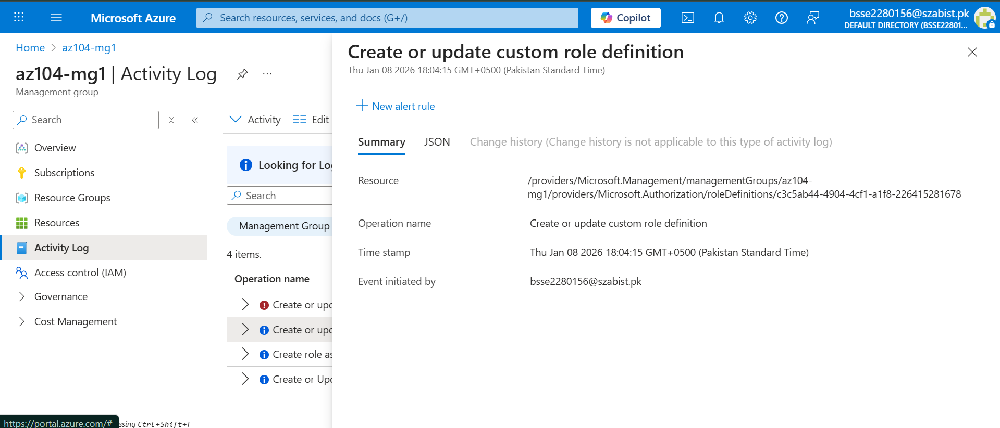 Microsoft Azure
Search resources, services, and docs (G+/)
Copilot
bsse2280156@szabist.pk
DEFAULT DIRECTORY (BSSE22801...
Home > az104-mg1
az104-mg1 | Activity Log
Management group
Search
Overview
Subscriptions
Resource Groups
Resources
Activity Log
Access control (IAM)
Governance
Cost Management
Activity
Edit
Looking for Log
Search
Management Group
4 items.
Operation name
Create or upd
Create or upd
Create role as
Create or Upd
Create or update custom role definition
Thu Jan 08 2026 18:04:15 GMT+0500 (Pakistan Standard Time)
New alert rule
Summary JSON Change history (Change history is not applicable to this type of activity log)
Resource
/providers/Microsoft.Management/managementGroups/az104-
mg1/providers/Microsoft.Authorization/roleDefinitions/c3c5ab44-4904-4cf1-a1f8-226415281678
Operation name
Create or update custom role definition
Time stamp
Thu Jan 08 2026 18:04:15 GMT+0500 (Pakistan Standard Time)
Event initiated by
bsse2280156@szabist.pk
https://portal.azure.com/#
ssing Ctrl+Shift+F